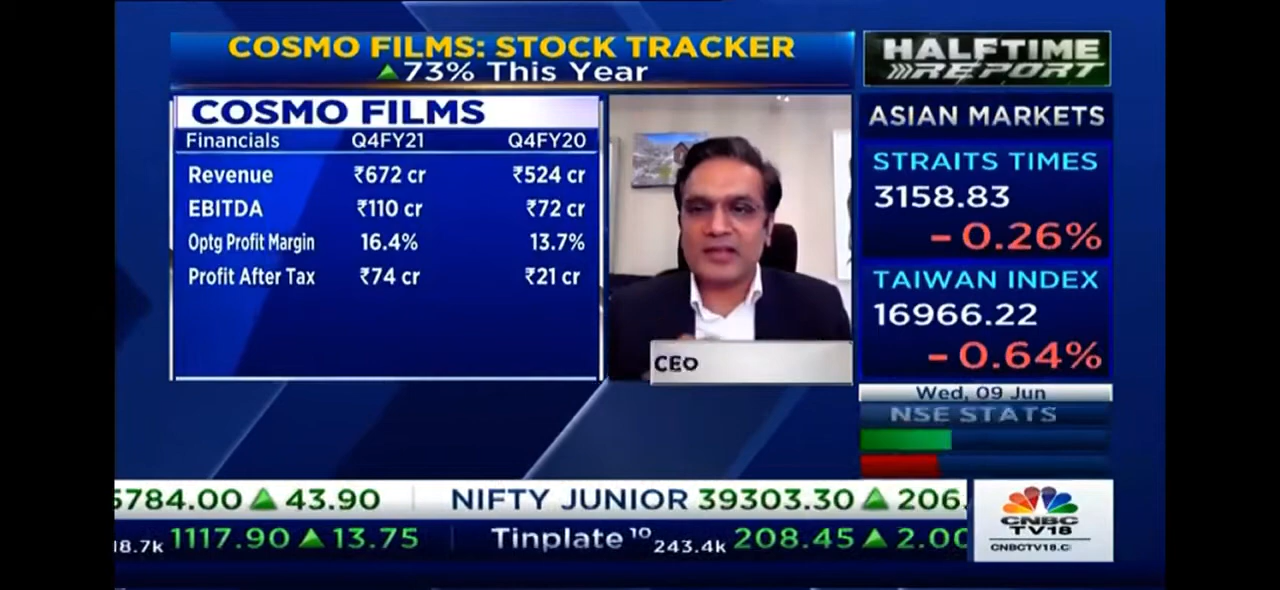 COSMO FILMS: STOCK TRACKER
▲73% This Year
HALFTIME
REPORT
COSMO FILMS
Financials Q4FY21 Q4FY20
Revenue ₹672 cr ₹524 cr
EBITDA ₹110 cr ₹72 cr
Optg Profit Margin 16.4% 13.7%
Profit After Tax ₹74 cr ₹21 cr
CEO
ASIAN MARKETS
STRAITS TIMES
3158.83
-0.26%
TAIWAN INDEX
16966.22
-0.64%
Wed, 09 Jun
NSE STATS
5784.00 ▲ 43.90 NIFTY JUNIOR 39303.30 ▲ 206.
18.7k 1117.90 ▲ 13.75 Tinplate 10 243.4k 208.45 ▲ 2.00
CNBC
TV18
CNBCTV18.C